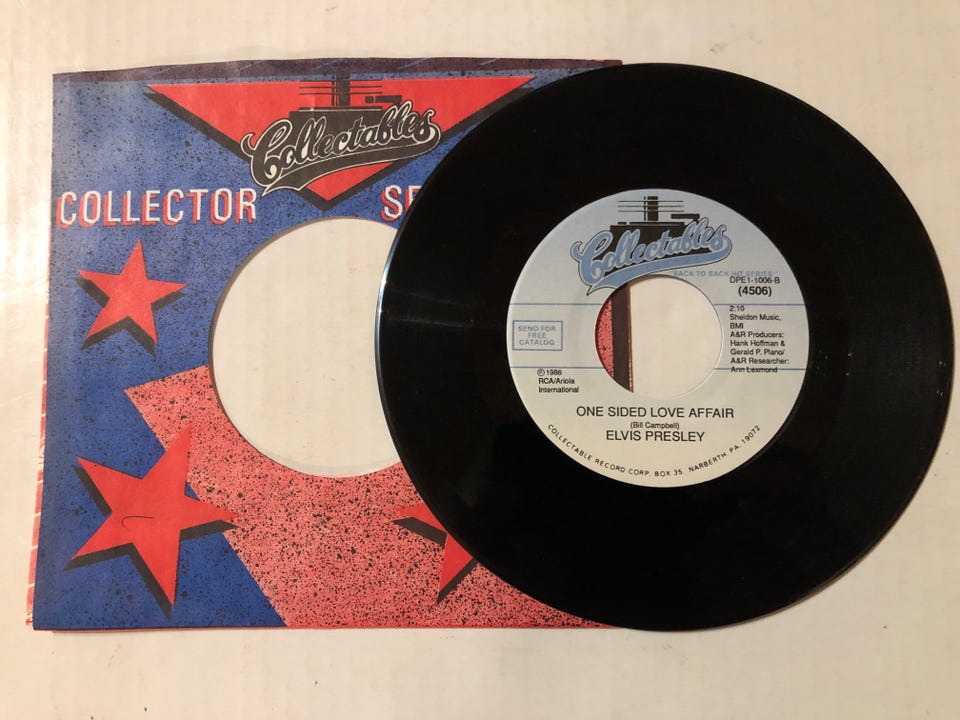 Collectables
COLLECTOR SE
Collectables
"BACK TO BACK HIT SERIES"
DPE1-1006-B
(4506)
SEND FOR
FREE
CATALOG
2:10
Sheldon Music,
BMI
A&R Producers:
Hank Hoffman &
Gerald P. Plano/
A&R Researcher:
Ann Lexmond
℗ 1986
RCA/Ariola
International
ONE SIDED LOVE AFFAIR
(Bill Campbell)
ELVIS PRESLEY
COLLECTABLE RECORD CORP. BOX 35, NARBERTH PA. 19072